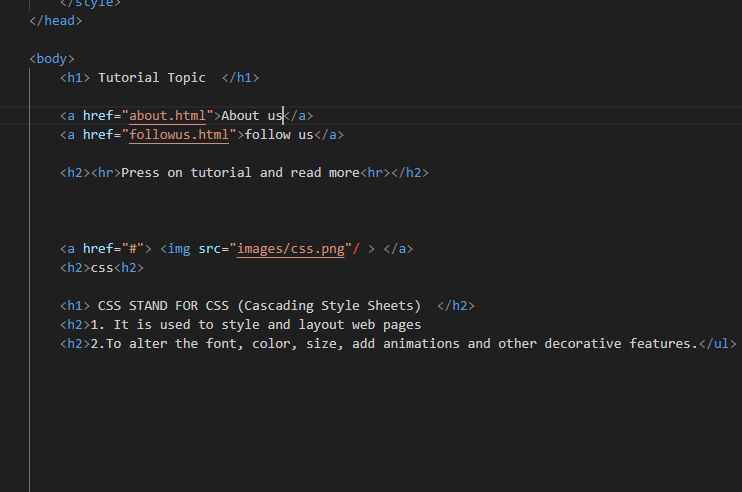 </style>
</head>
<body>
<h1> Tutorial Topic  </h1>
<a href="about.html">About us</a>
<a href="followus.html">follow us</a>
<h2><hr>Press on tutorial and read more<hr></h2>
<a href="#"> <img src="images/css.png"/ > </a>
<h2>css<h2>
<h1> CSS STAND FOR CSS (Cascading Style Sheets)  </h2>
<h2>1. It is used to style and layout web pages
<h2>2.To alter the font, color, size, add animations and other decorative features.</ul>